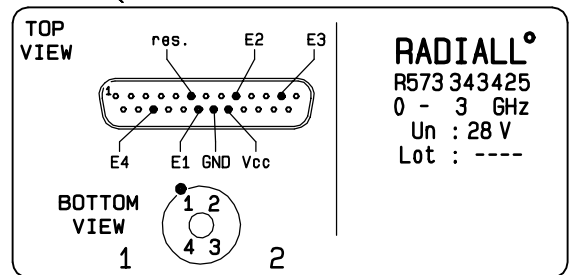 TOP
VIEW
res.
E2
E3
1
E4
E1
GND
Vcc
BOTTOM
VIEW
1 2
4 3
1
2
RADIALL°
R573 343425
0 - 3 GHz
Un : 28 V
Lot : ----